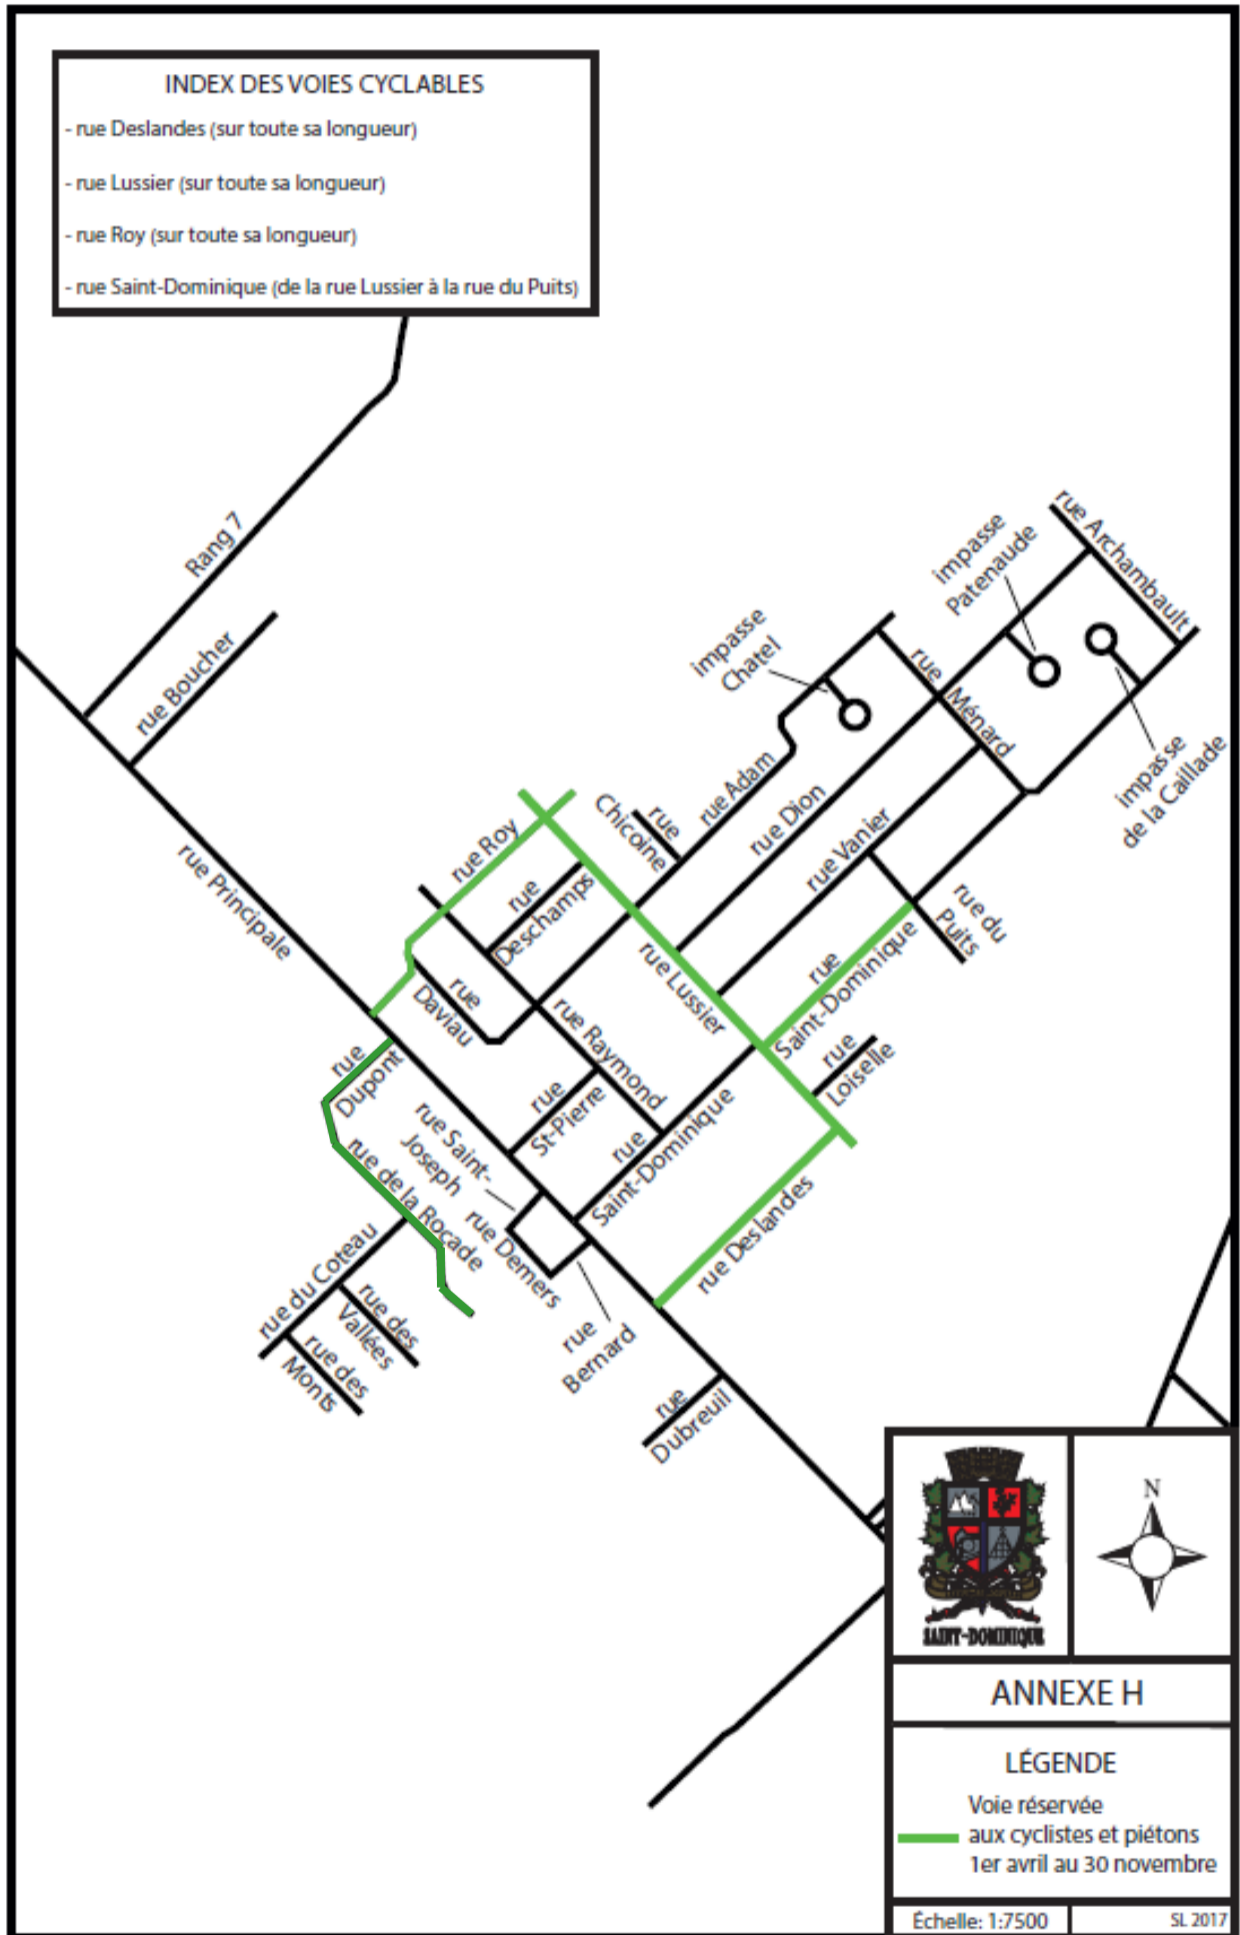 INDEX DES VOIES CYCLABLES
- rue Deslandes (sur toute sa longueur)
- rue Lussier (sur toute sa longueur)
- rue Roy (sur toute sa longueur)
- rue Saint-Dominique (de la rue Lussier à la rue du Puits)
Rang 7
rue Boucher
rue Principale
rue Archambault
impasse
Patenaude
impasse
Chatel
rue
Ménard
impasse
de la Caillade
rue Adam
rue Dion
rue Vanier
rue
Chicoine
rue Roy
rue
Deschamps
rue du
Puits
rue Lussier
rue
Saint-Dominique
rue
Daviau
rue Raymond
rue
Loiselle
rue
Dupont
rue
St-Pierre
rue Saint-
Joseph
rue
Saint-Dominique
rue de la Rocade
rue Demers
rue Deslandes
rue du Coteau
rue des
Vallées
rue des
Monts
rue
Bernard
rue
Dubreuil
SAINT-DOMINIQUE
N
ANNEXE H
LÉGENDE
Voie réservée
aux cyclistes et piétons
1er avril au 30 novembre
Échelle: 1:7500
SL 2017